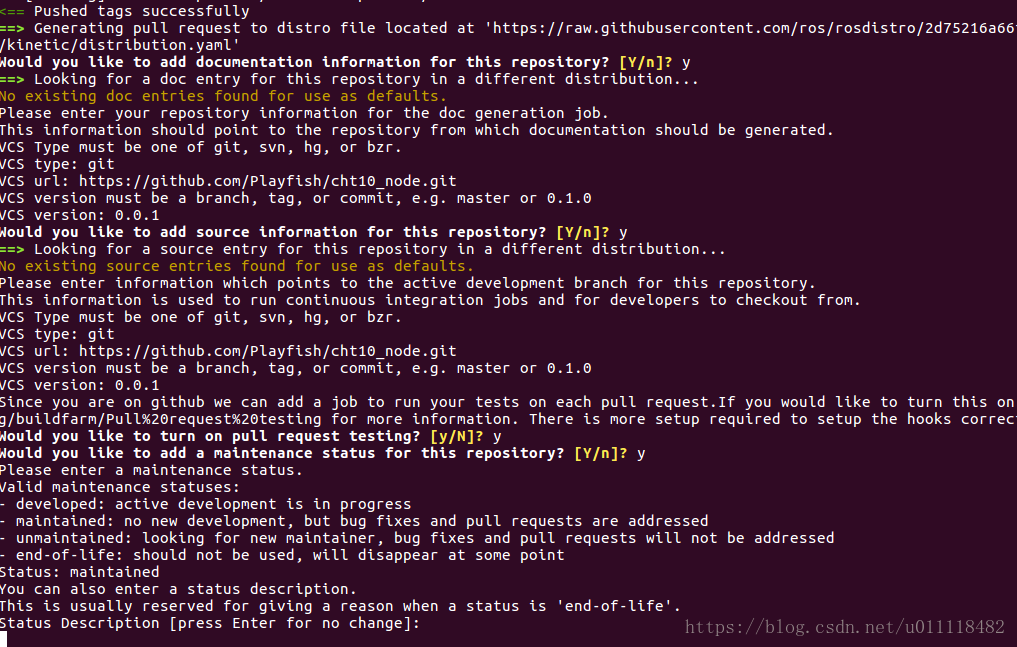 <== Pushed tags successfully
==> Generating pull request to distro file located at 'https://raw.githubusercontent.com/ros/rosdistro/2d75216a66
/kinetic/distribution.yaml'
Would you like to add documentation information for this repository? [Y/n]? y
==> Looking for a doc entry for this repository in a different distribution...
No existing doc entries found for use as defaults.
Please enter your repository information for the doc generation job.
This information should point to the repository from which documentation should be generated.
VCS Type must be one of git, svn, hg, or bzr.
VCS type: git
VCS url: https://github.com/Playfish/cht10_node.git
VCS version must be a branch, tag, or commit, e.g. master or 0.1.0
VCS version: 0.0.1
Would you like to add source information for this repository? [Y/n]? y
==> Looking for a source entry for this repository in a different distribution...
No existing source entries found for use as defaults.
Please enter information which points to the active development branch for this repository.
This information is used to run continuous integration jobs and for developers to checkout from.
VCS Type must be one of git, svn, hg, or bzr.
VCS type: git
VCS url: https://github.com/Playfish/cht10_node.git
VCS version must be a branch, tag, or commit, e.g. master or 0.1.0
VCS version: 0.0.1
Since you are on github we can add a job to run your tests on each pull request.If you would like to turn this on
g/buildfarm/Pull%20request%20testing for more information. There is more setup required to setup the hooks correc
Would you like to turn on pull request testing? [y/N]? y
Would you like to add a maintenance status for this repository? [Y/n]? y
Please enter a maintenance status.
Valid maintenance statuses:
- developed: active development is in progress
- maintained: no new development, but bug fixes and pull requests are addressed
- unmaintained: looking for new maintainer, bug fixes and pull requests will not be addressed
- end-of-life: should not be used, will disappear at some point
Status: maintained
You can also enter a status description.
This is usually reserved for giving a reason when a status is 'end-of-life'.
Status Description [press Enter for no change]:
https://blog.csdn.net/u011118482